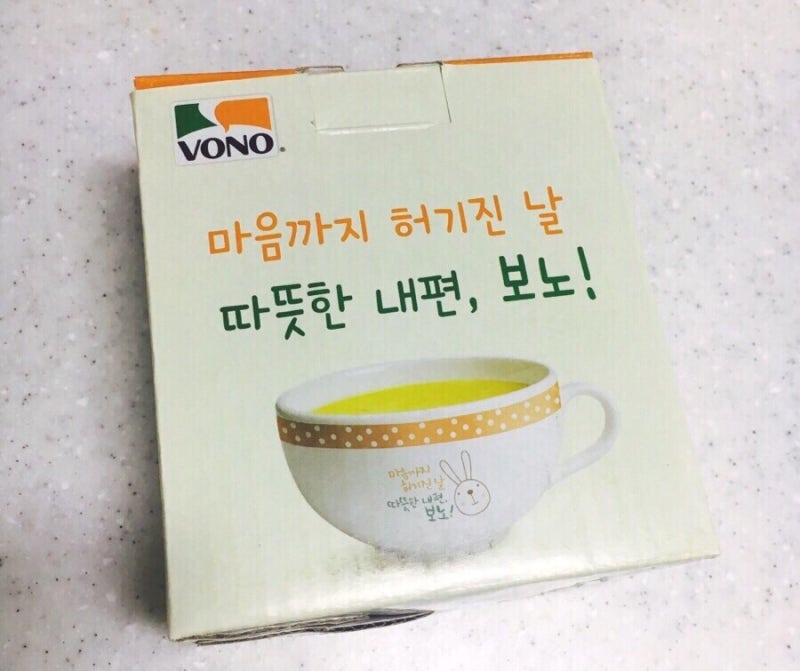 VONO
마음까지 허기진 날
따뜻한 내편, 보노!
마음까지
허기진 날
따뜻한 내편,
보노!